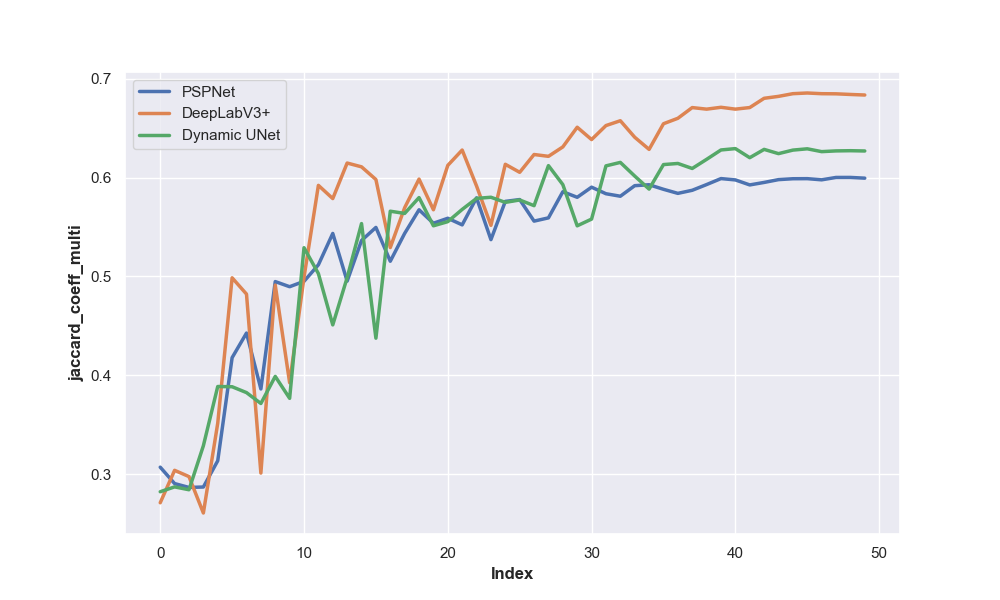 PSPNet
DeepLabV3+
Dynamic UNet
0.7
0.6
0.5
0.4
0.3
jaccard_coeff_multi
0 10 20 30 40 50
Index